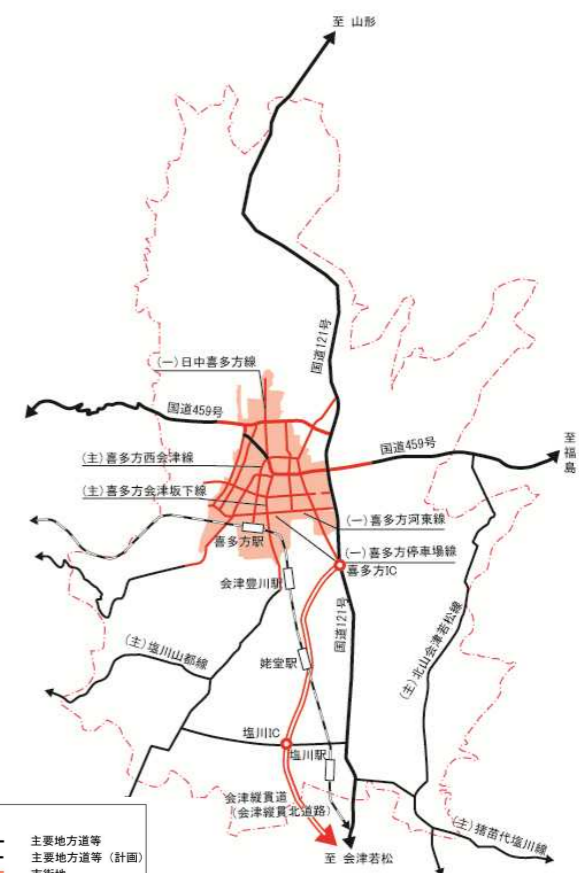 至 山形
国道121号
(一)日中喜多方線
国道459号
(主)喜多方西会津線
国道459号
至
福
島
(主)喜多方会津坂下線
(一)喜多方河東線
喜多方駅
(一)喜多方停車場線
喜多方IC
会津豊川駅
国道121号
(主)北山会津若松線
(主)塩川山都線
姥堂駅
塩川IC
塩川駅
会津縦貫道
(会津縦貫北道路)
(主)猪苗代塩川線
至 会津若松
主要地方道等
主要地方道等（計画）
市街地